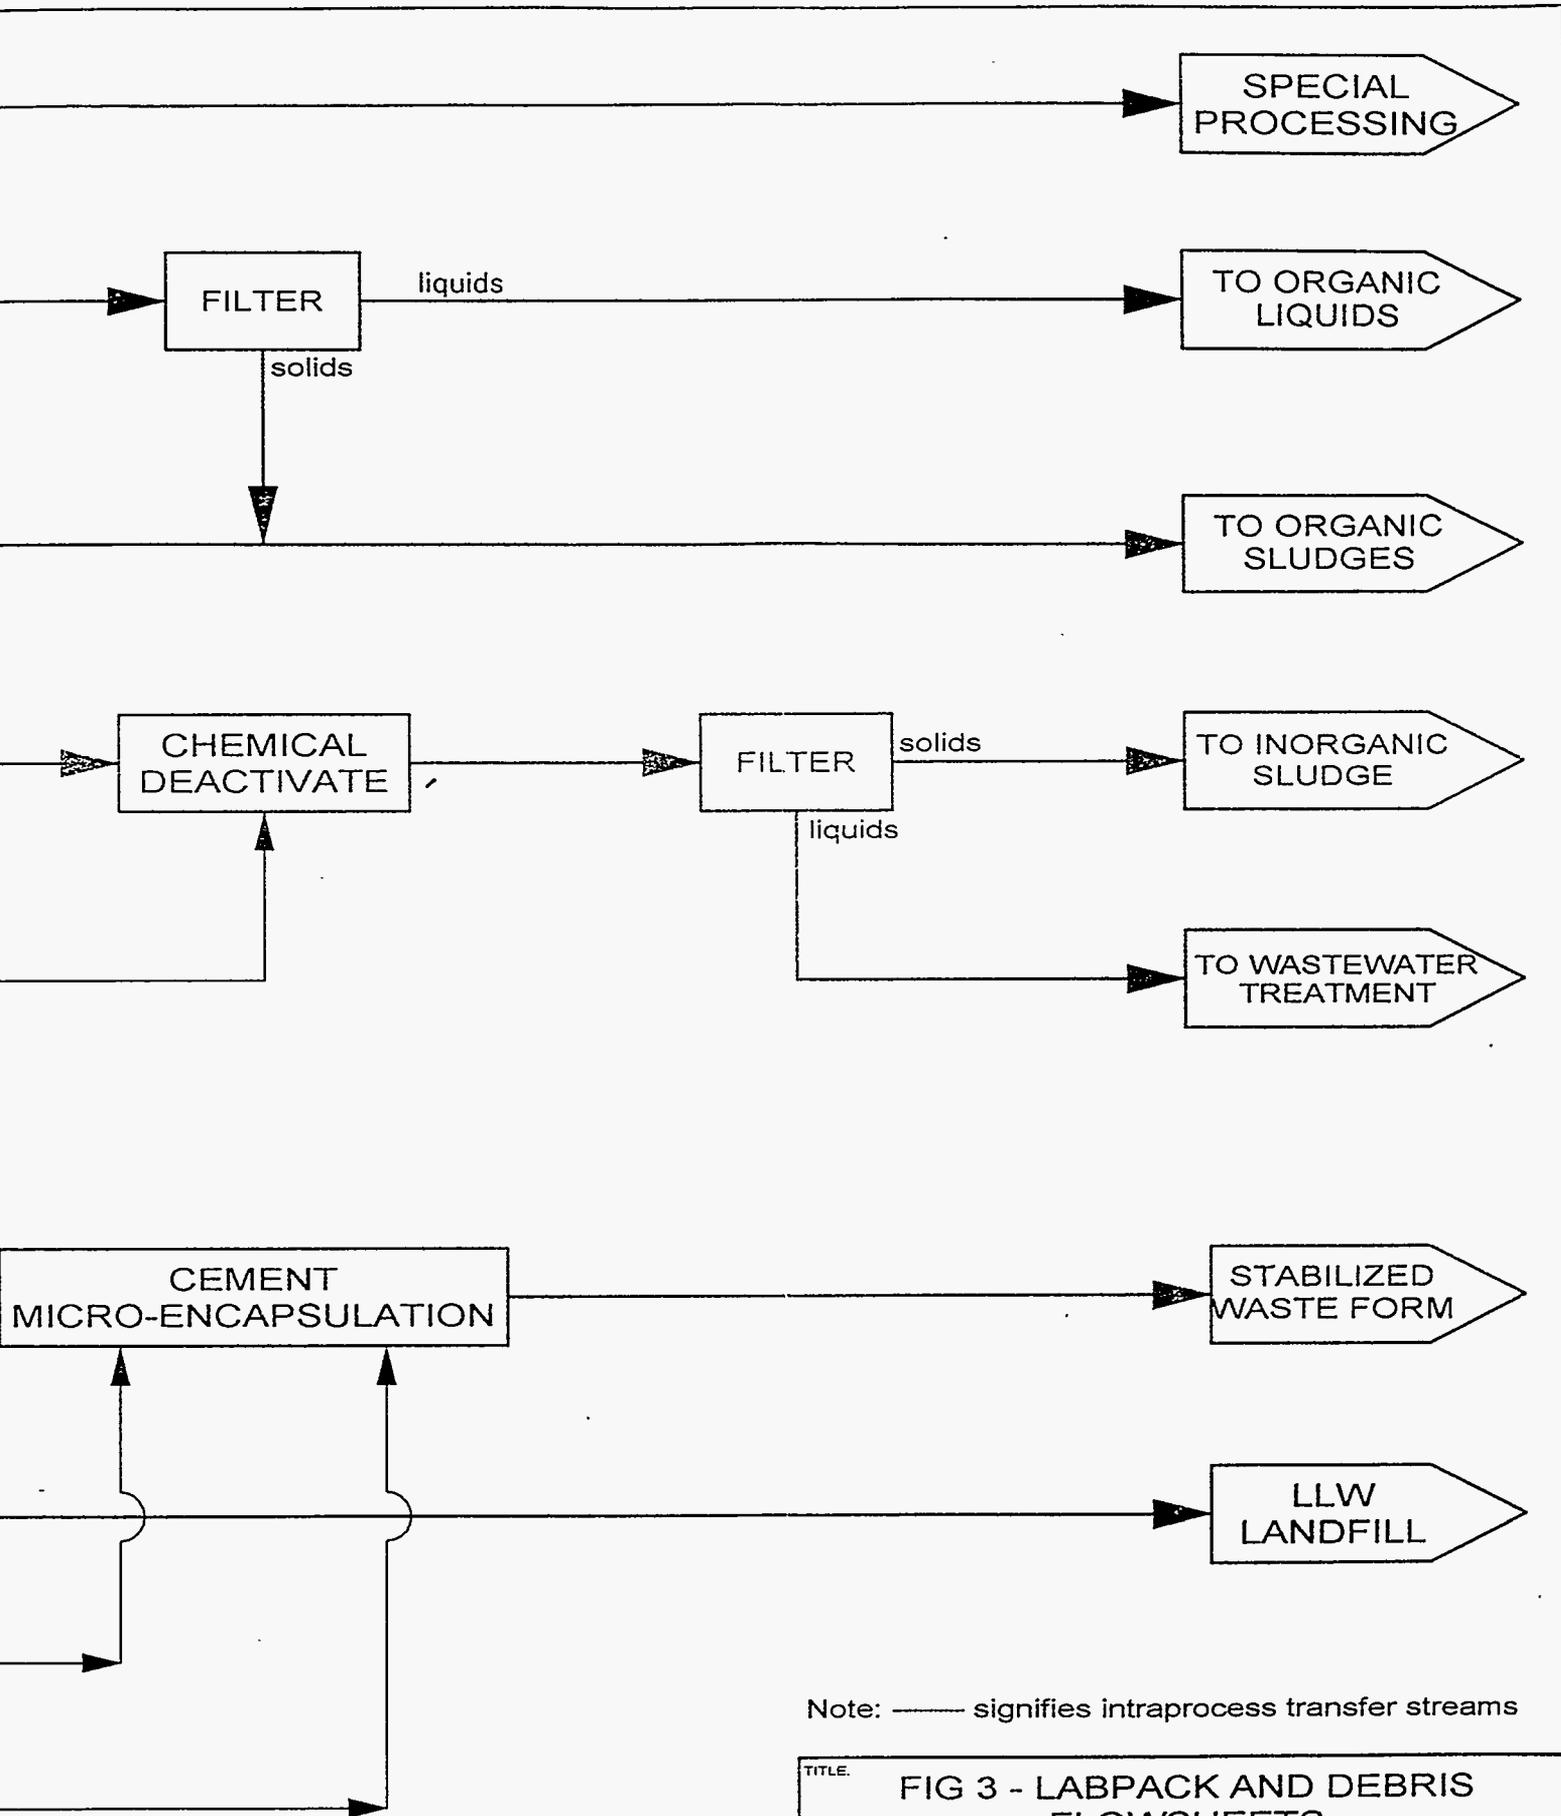 SPECIAL
PROCESSING
FILTER
liquids
TO ORGANIC
LIQUIDS
solids
TO ORGANIC
SLUDGES
CHEMICAL
DEACTIVATE
FILTER
solids
TO INORGANIC
SLUDGE
liquids
TO WASTEWATER
TREATMENT
CEMENT
MICRO-ENCAPSULATION
STABILIZED
WASTE FORM
LLW
LANDFILL
Note: —— signifies intraprocess transfer streams
TITLE.
FIG 3 - LABPACK AND DEBRIS
FLOWSHEETS